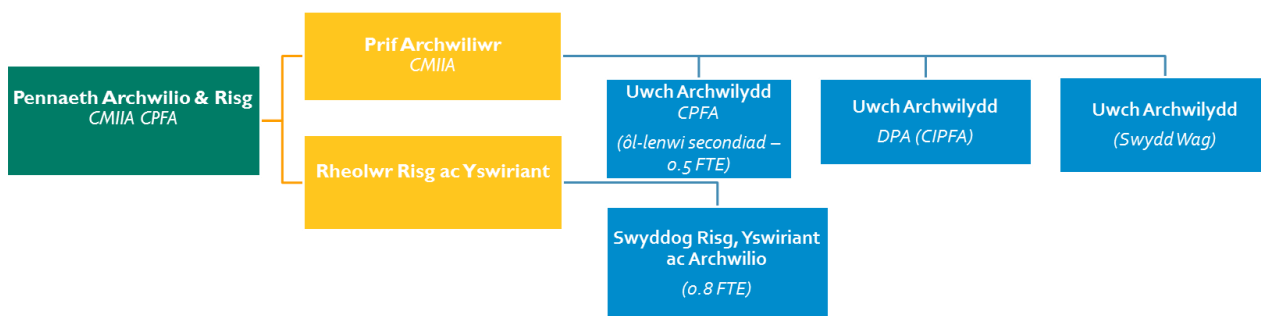 Pennaeth Archwilio & Risg
CMIIA CPFA
Prif Archwiliwr
CMIIA
Rheolwr Risg ac Yswiriant
Uwch Archwilydd
CPFA
(ôl-lenwi secondiad –
0.5 FTE)
Uwch Archwilydd
DPA (CIPFA)
Uwch Archwilydd
(Swydd Wag)
Swyddog Risg, Yswiriant
ac Archwilio
(0.8 FTE)